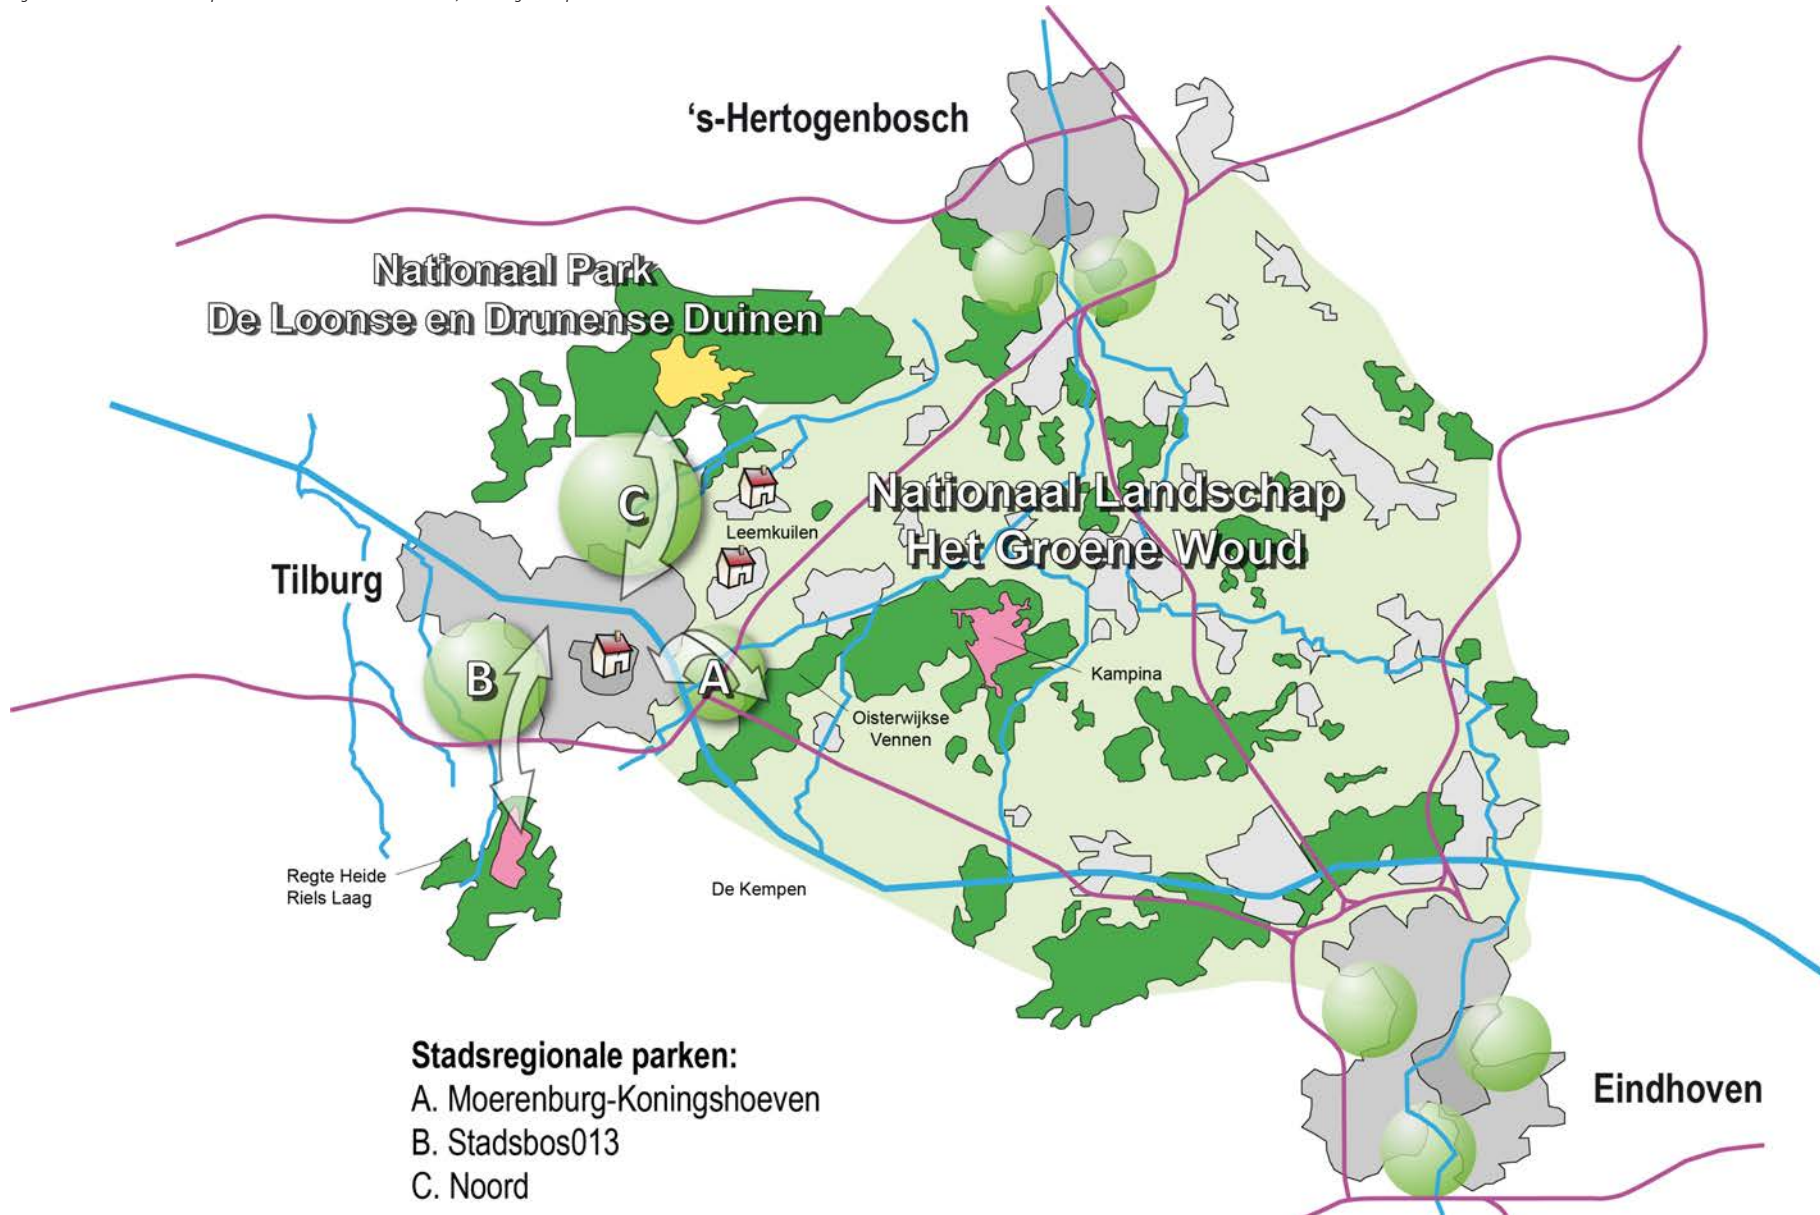 ‘s-Hertogenbosch
Nationaal Park
De Loonse en Drunense Duinen
C
Leemkuilen
Nationaal Landschap
Het Groene Woud
Tilburg
B
A
Kampina
Oisterwijkse
Vennen
Regte Heide
Riels Laag
De Kempen
Stadsregionale parken:
A. Moerenburg-Koningshoeven
B. Stadsbos013
C. Noord
Eindhoven